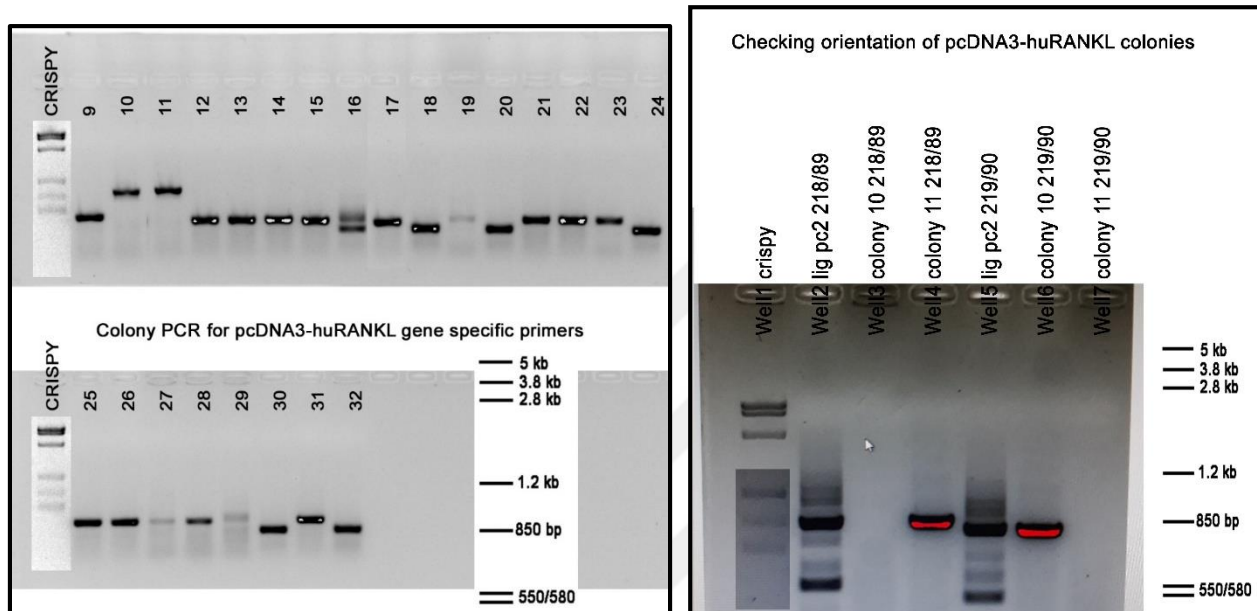 CRISPY
9 10 11 12 13 14 15 16 17 18 19 20 21 22 23 24
Colony PCR for pcDNA3-huRANKL gene specific primers
CRISPY
25 26 27 28 29 30 31 32
5 kb
3.8 kb
2.8 kb
1.2 kb
850 bp
550/580
Checking orientation of pcDNA3-huRANKL colonies
Well1 crispy
Well2 lig pc2 218/89
Well3 colony 10 218/89
Well4 colony 11 218/89
Well5 lig pc2 219/90
Well6 colony 10 219/90
Well7 colony 11 219/90
5 kb
3.8 kb
2.8 kb
1.2 kb
850 bp
550/580